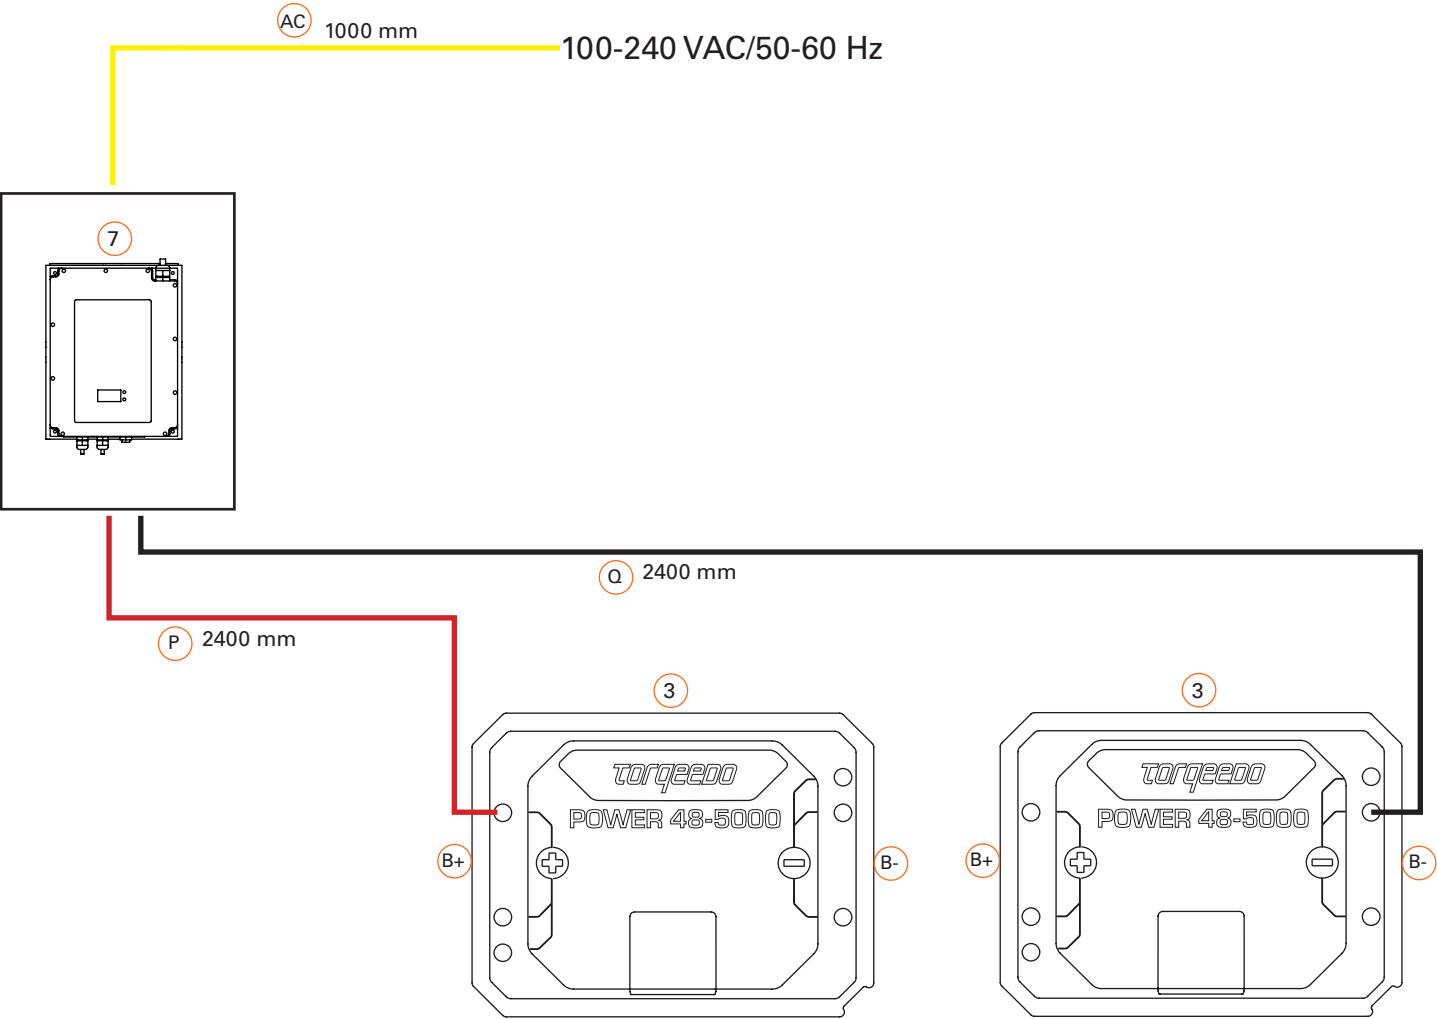 AC 1000 mm
100-240 VAC/50-60 Hz
7
Q 2400 mm
P 2400 mm
3
3
TORQEEDO
POWER 48-5000
TORQEEDO
POWER 48-5000
B+
B-
B+
B-